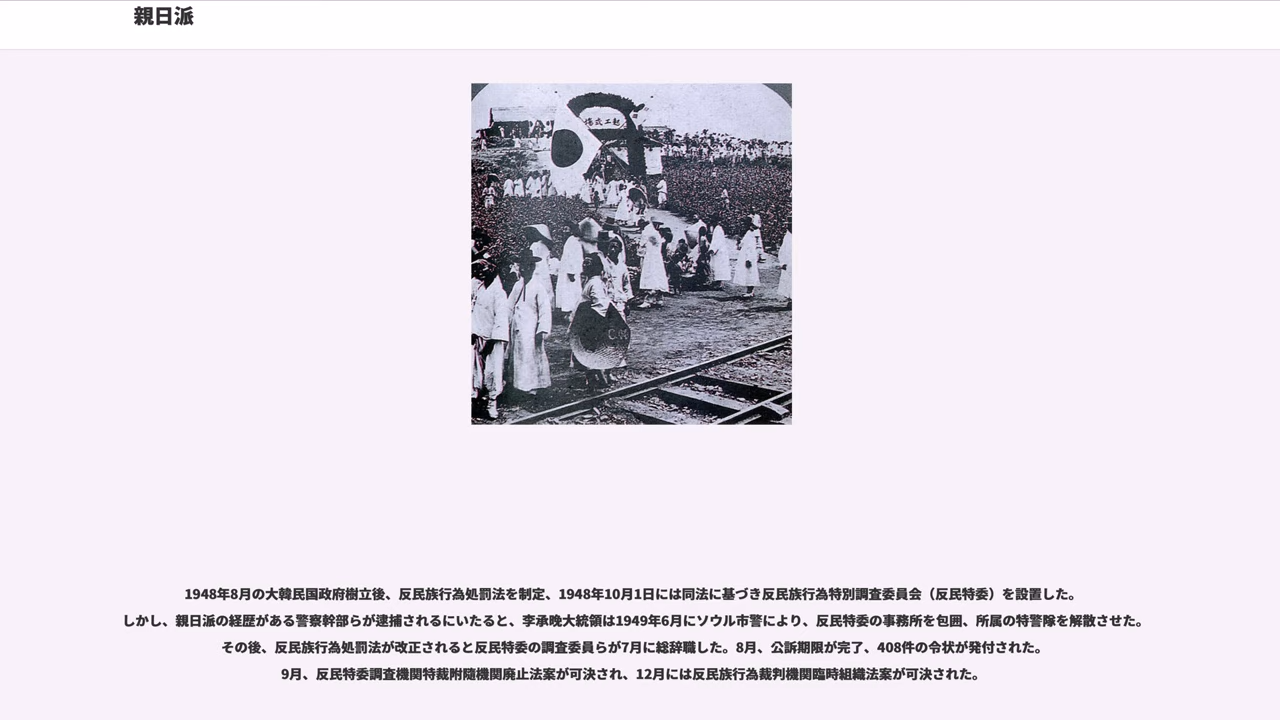 親日派
場式工起
1948年8月の大韓民国政府樹立後、反民族行為処罰法を制定、1948年10月1日には同法に基づき反民族行為特別調査委員会（反民特委）を設置した。
しかし、親日派の経歴がある警察幹部らが逮捕されるにいたると、李承晩大統領は1949年6月にソウル市警により、反民特委の事務所を包囲、所属の特警隊を解散させた。
その後、反民族行為処罰法が改正されると反民特委の調査委員らが7月に総辞職した。8月、公訴期限が完了、408件の令状が発付された。
9月、反民特委調査機関特裁附随機関廃止法案が可決され、12月には反民族行為裁判機関臨時組織法案が可決された。